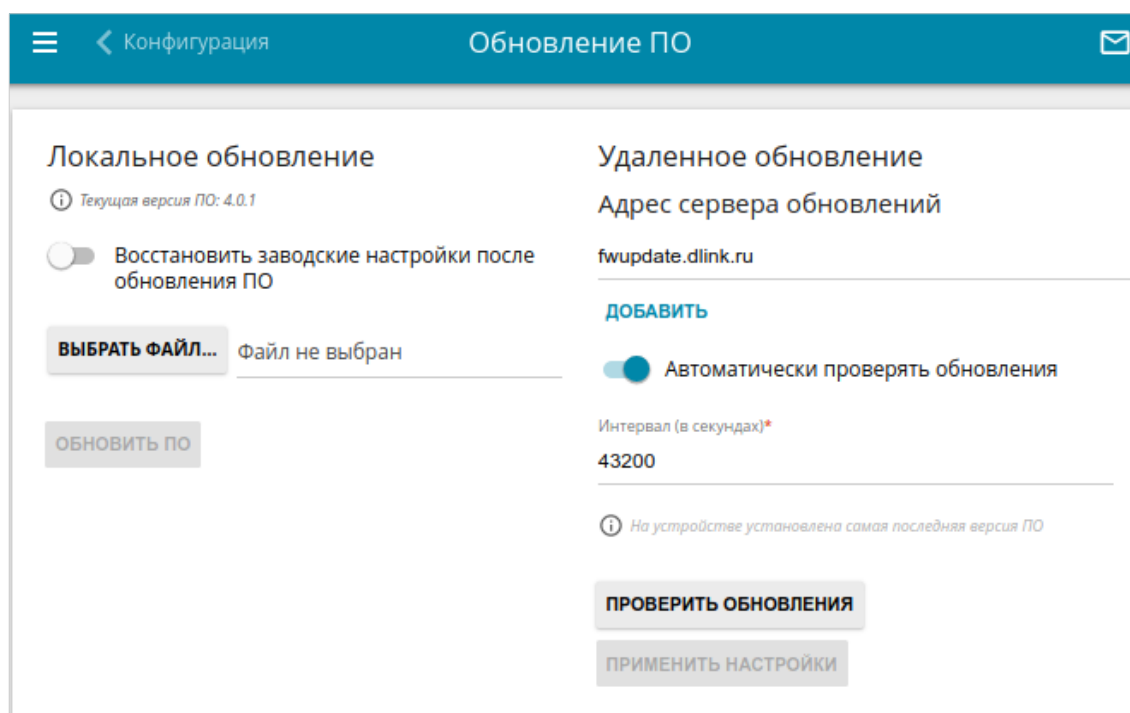 Конфигурация
Обновление ПО
Локальное обновление
Текущая версия ПО: 4.0.1
Восстановить заводские настройки после
обновления ПО
ВЫБРАТЬ ФАЙЛ...
Файл не выбран
ОБНОВИТЬ ПО
Удаленное обновление
Адрес сервера обновлений
fwupdate.dlink.ru
ДОБАВИТЬ
Автоматически проверять обновления
Интервал (в секундах)*
43200
На устройстве установлена самая последняя версия ПО
ПРОВЕРИТЬ ОБНОВЛЕНИЯ
ПРИМЕНИТЬ НАСТРОЙКИ